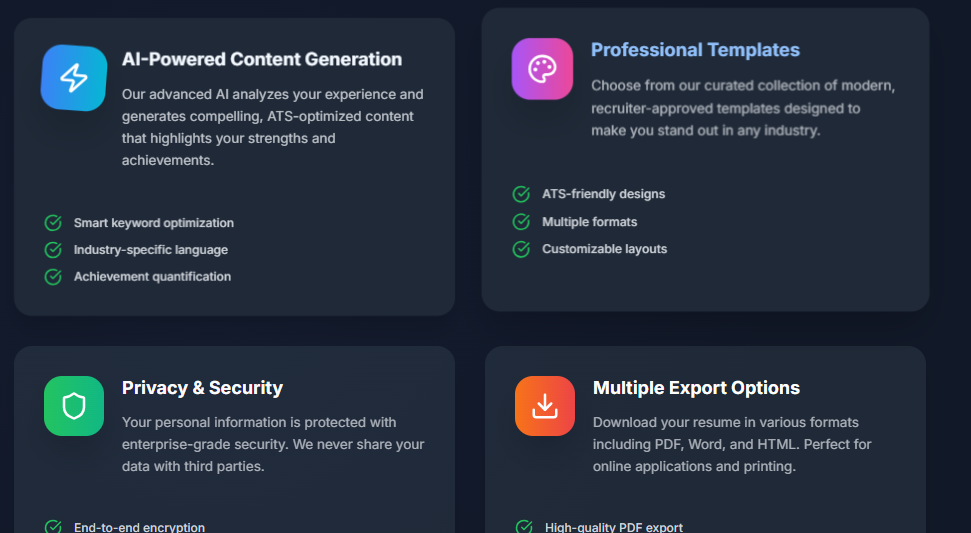 AI-Powered Content Generation
Our advanced AI analyzes your experience and
generates compelling, ATS-optimized content
that highlights your strengths and
achievements.
Smart keyword optimization
Industry-specific language
Achievement quantification
Professional Templates
Choose from our curated collection of modern,
recruiter-approved templates designed to
make you stand out in any industry.
ATS-friendly designs
Multiple formats
Customizable layouts
Privacy & Security
Your personal information is protected with
enterprise-grade security. We never share your
data with third parties.
End-to-end encryption
Multiple Export Options
Download your resume in various formats
including PDF, Word, and HTML. Perfect for
online applications and printing.
High-quality PDF export